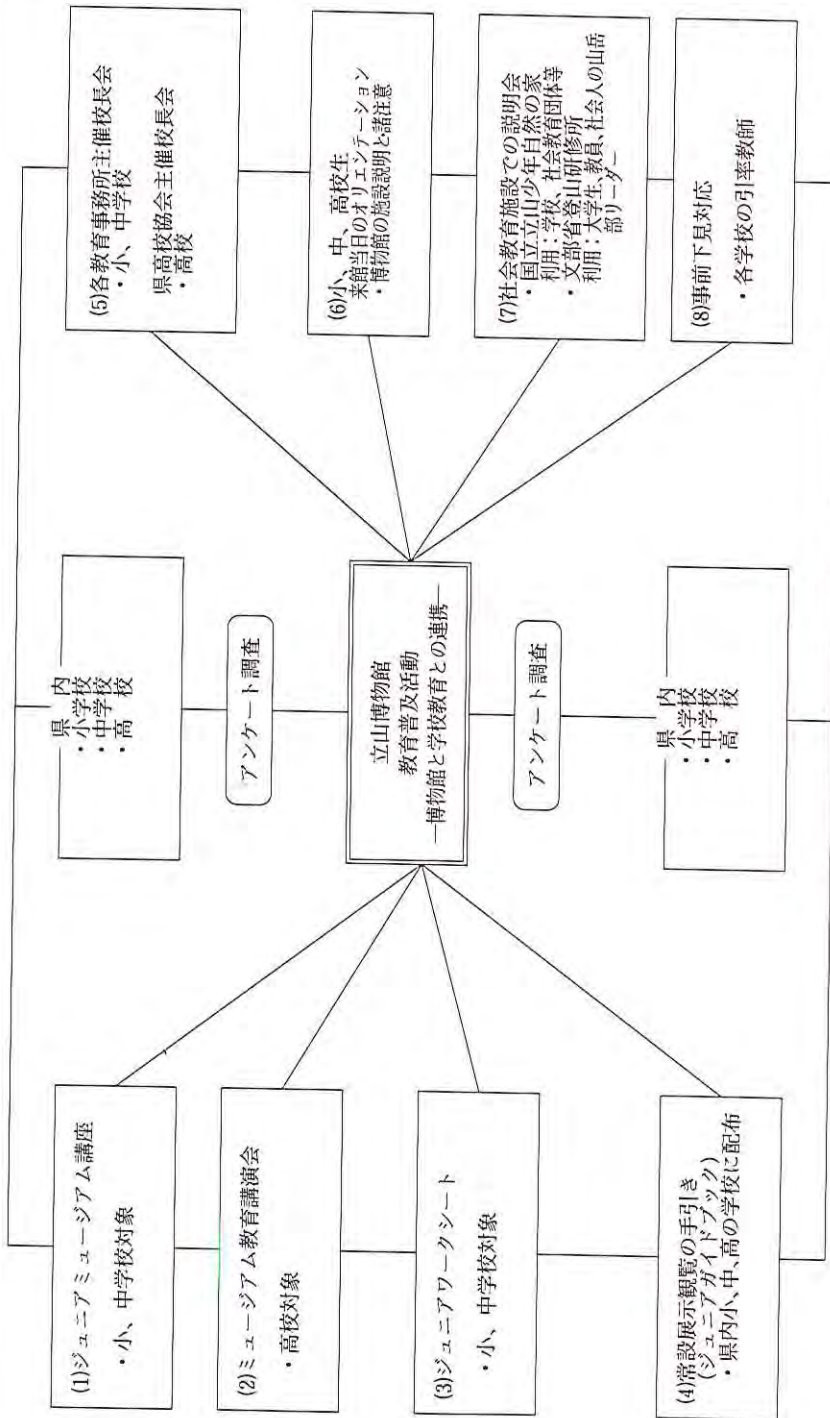 (1)ジュニアミュージアム講座
・小、中学校対象
(2)ミュージアム教育講演会
・高校対象
(3)ジュニアワークシート
・小、中学校対象
(4)常設展示観覧の手引き
(ジュニアガイドブック)
・県内小、中、高の学校に配布
県　内
・小学校
・中学校
・高　校
アンケート調査
立山博物館
教育普及活動
―博物館と学校教育との連携―
アンケート調査
県　内
・小学校
・中学校
・高　校
(5)各教育事務所主催校長会
・小、中学校
県高校協会主催校長会
・高校
(6)小、中、高校生
来館当日のオリエンテーション
・博物館の施設説明と諸注意
(7)社会教育施設での説明会
・国立立山少年自然の家
利用：学校、社会教育団体等
・文部省登山研修所
利用：大学生、教員、社会人の山岳
部リーダー
(8)事前下見対応
・各学校の引率教師